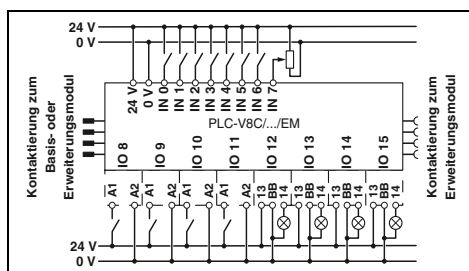 24 V
0 V
Kontaktierung zum
Basis- oder
Erweiterungsmodul
24 V
0 V
IN 0
IN 1
IN 2
IN 3
IN 4
IN 5
IN 6
IN 7
PLC-V8C/.../EM
IO 8
IO 9
IO 10
IO 11
IO 12
IO 13
IO 14
IO 15
Kontaktierung zum
Erweiterungsmodul
A1
A2
A1
A2
A1
A2
A1
A2
13
BB
14
13
BB
14
13
BB
14
13
BB
14
24 V
0 V